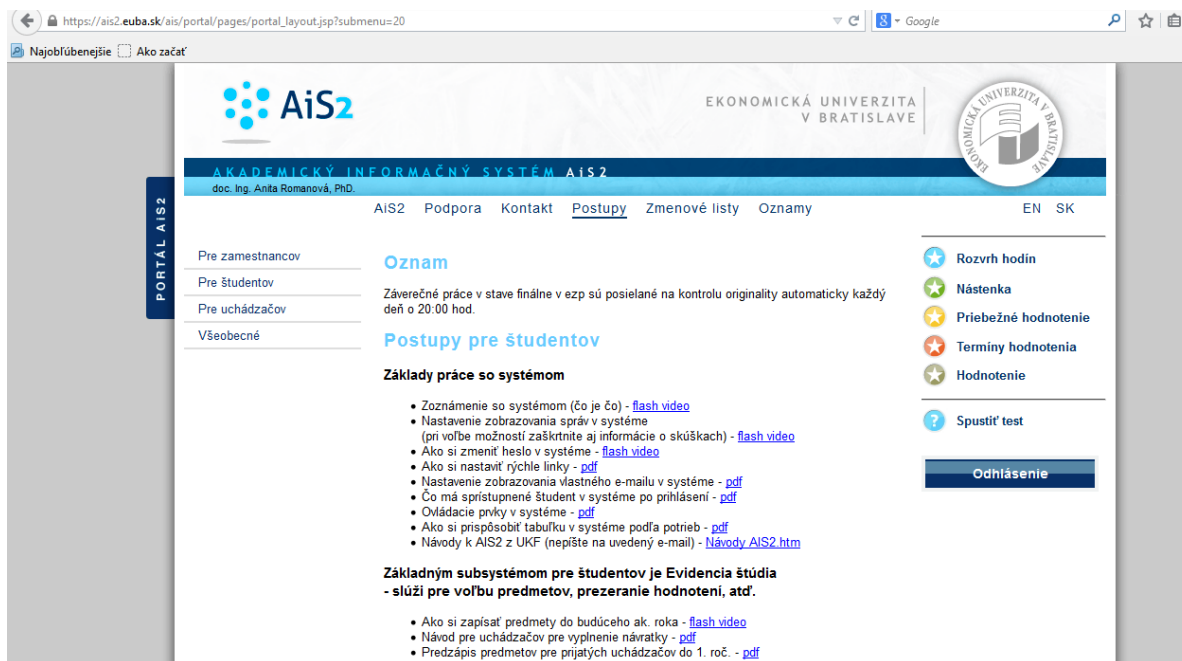 https://ais2.euba.sk/ais/portal/pages/portal_layout.jsp?submenu=20
Google
Najobľúbenejšie Ako začať
AiS2
EKONOMICKÁ UNIVERZITA
V BRATISLAVE
EKONOMICKÁ UNIVERZITA V BRATISLAVE
AKADEMICKÝ INFORMAČNÝ SYSTÉM AiS2
doc. Ing. Anita Romanová, PhD.
PORTÁL AiS2
AiS2 Podpora Kontakt Postupy Zmenové listy Oznamy EN SK
Pre zamestnancov
Pre študentov
Pre uchádzačov
Všeobecné
Oznam
Záverečné práce v stave finálne v ezp sú posielané na kontrolu originality automaticky každý
deň o 20:00 hod.
Postupy pre študentov
Základy práce so systémom
• Zoznámenie so systémom (čo je čo) - flash video
• Nastavenie zobrazovania správ v systéme
(pri voľbe možností zaškrtnite aj informácie o skúškach) - flash video
• Ako si zmeniť heslo v systéme - flash video
• Ako si nastaviť rýchle linky - pdf
• Nastavenie zobrazovania vlastného e-mailu v systéme - pdf
• Čo má sprístupnené študent v systéme po prihlásení - pdf
• Ovládacie prvky v systéme - pdf
• Ako si prispôsobiť tabuľku v systéme podľa potrieb - pdf
• Návody k AIS2 z UKF (nepíšte na uvedený e-mail) - Návody AIS2.htm
Základným subsystémom pre študentov je Evidencia štúdia
- slúži pre voľbu predmetov, prezeranie hodnotení, atď.
• Ako si zapísať predmety do budúceho ak. roka - flash video
• Návod pre uchádzačov pre vyplnenie návratky - pdf
• Predzápis predmetov pre prijatých uchádzačov do 1. roč. - pdf
Rozvrh hodín
Nástenka
Priebežné hodnotenie
Termíny hodnotenia
Hodnotenie
Spustiť test
Odhlásenie